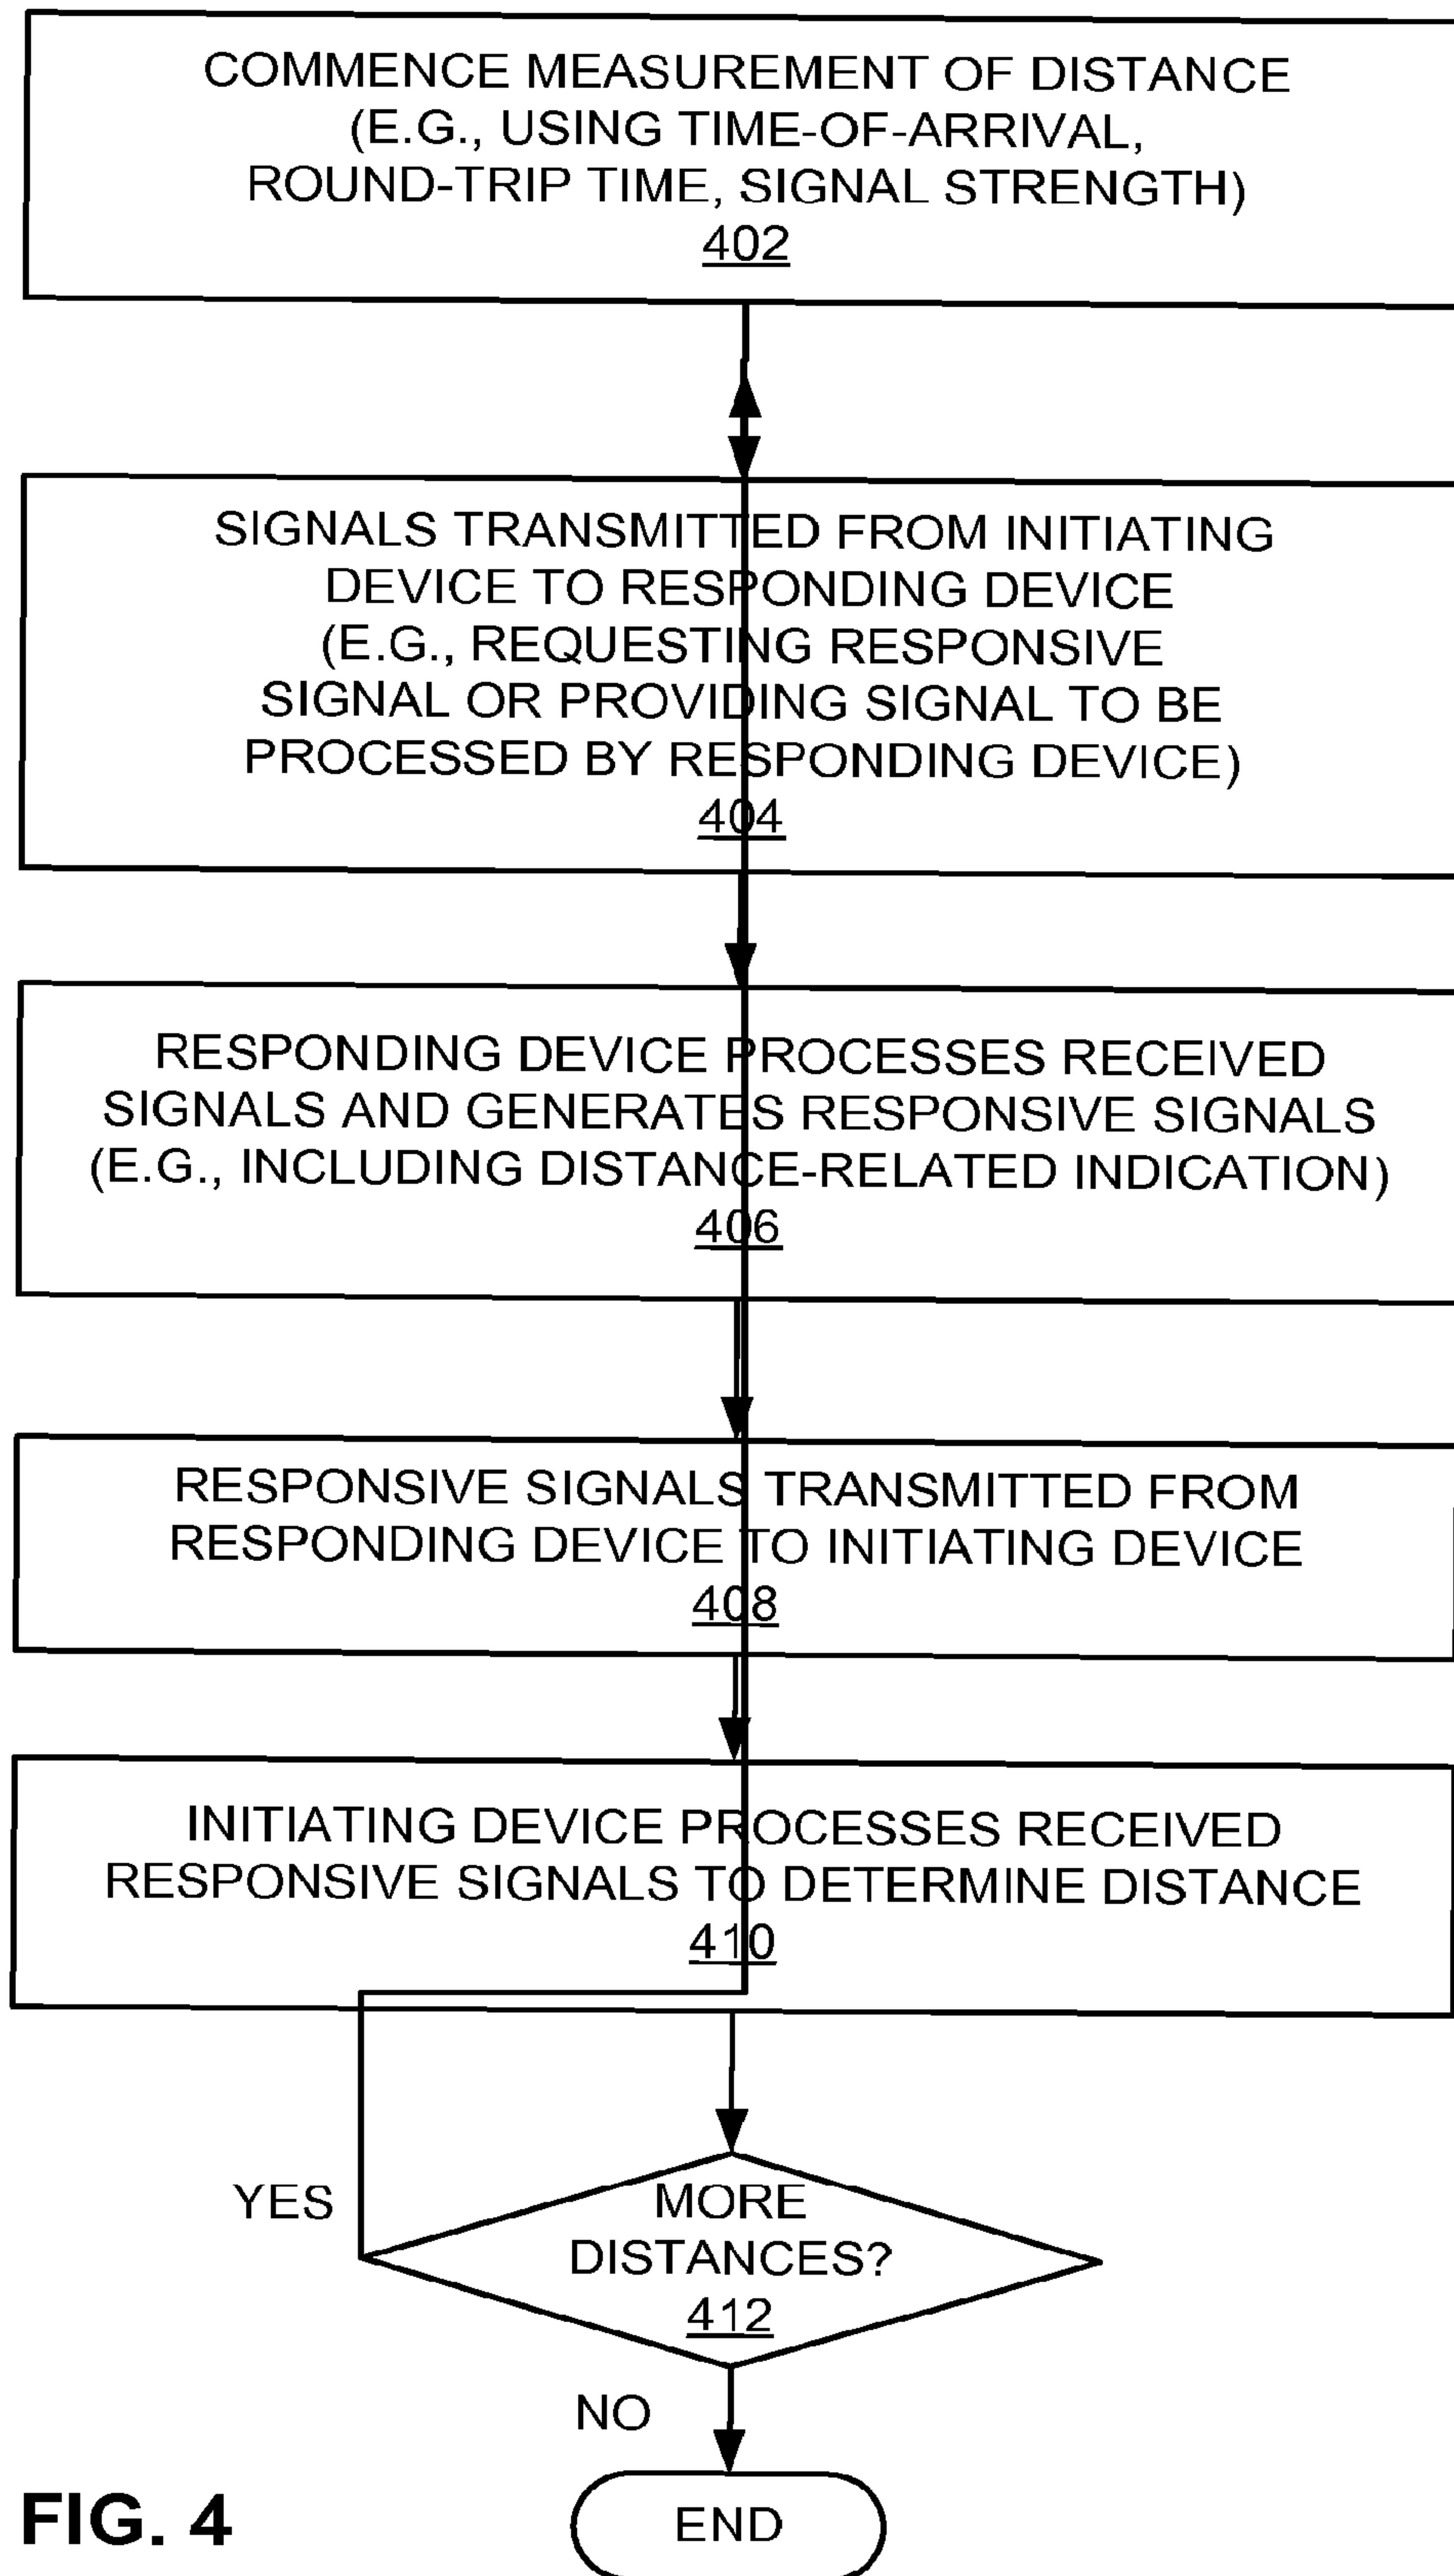 COMMENCE MEASUREMENT OF DISTANCE
(E.G., USING TIME-OF-ARRIVAL,
ROUND-TRIP TIME, SIGNAL STRENGTH)
402
SIGNALS TRANSMITTED FROM INITIATING
DEVICE TO RESPONDING DEVICE
(E.G., REQUESTING RESPONSIVE
SIGNAL OR PROVIDING SIGNAL TO BE
PROCESSED BY RESPONDING DEVICE)
404
RESPONDING DEVICE PROCESSES RECEIVED
SIGNALS AND GENERATES RESPONSIVE SIGNALS
(E.G., INCLUDING DISTANCE-RELATED INDICATION)
406
RESPONSIVE SIGNALS TRANSMITTED FROM
RESPONDING DEVICE TO INITIATING DEVICE
408
INITIATING DEVICE PROCESSES RECEIVED
RESPONSIVE SIGNALS TO DETERMINE DISTANCE
410
YES
MORE
DISTANCES?
412
NO
END
FIG. 4